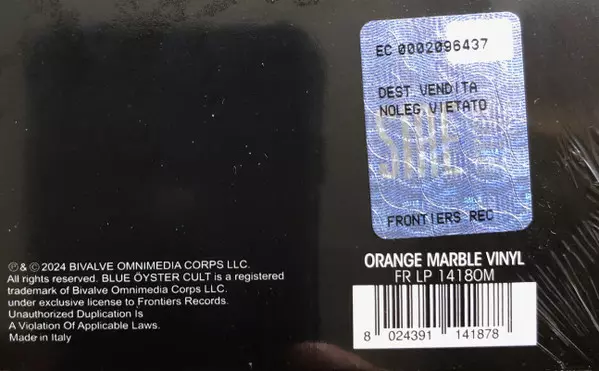 EC 0002096437
DEST VENDITA
NOLEG.VIETATO
SIAE
FRONTIERS REC
ORANGE MARBLE VINYL
FR LP 1418OM
8 024391 141878
℗ & © 2024 BIVALVE OMNIMEDIA CORPS LLC.
All rights reserved. BLUE ÖYSTER CULT is a registered
trademark of Bivalve Omnimedia Corps LLC.
under exclusive license to Frontiers Records.
Unauthorized Duplication Is
A Violation Of Applicable Laws.
Made in Italy